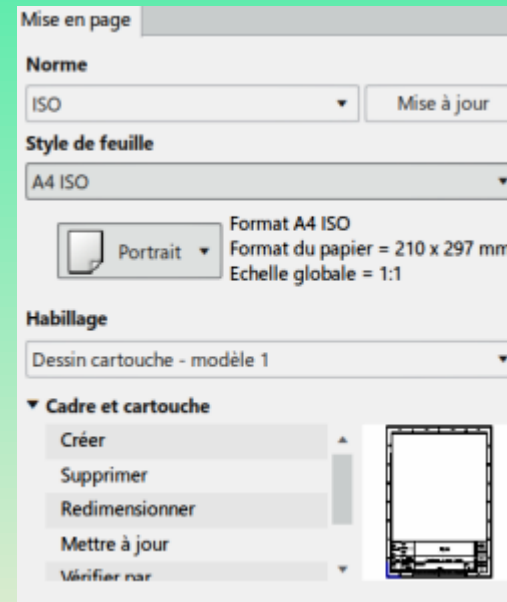 Mise en page
Norme
ISO
Mise à jour
Style de feuille
A4 ISO
Portrait
Format A4 ISO
Format du papier = 210 x 297 mm
Echelle globale = 1:1
Habillage
Dessin cartouche - modèle 1
Cadre et cartouche
Créer
Supprimer
Redimensionner
Mettre à jour
Vérifier par